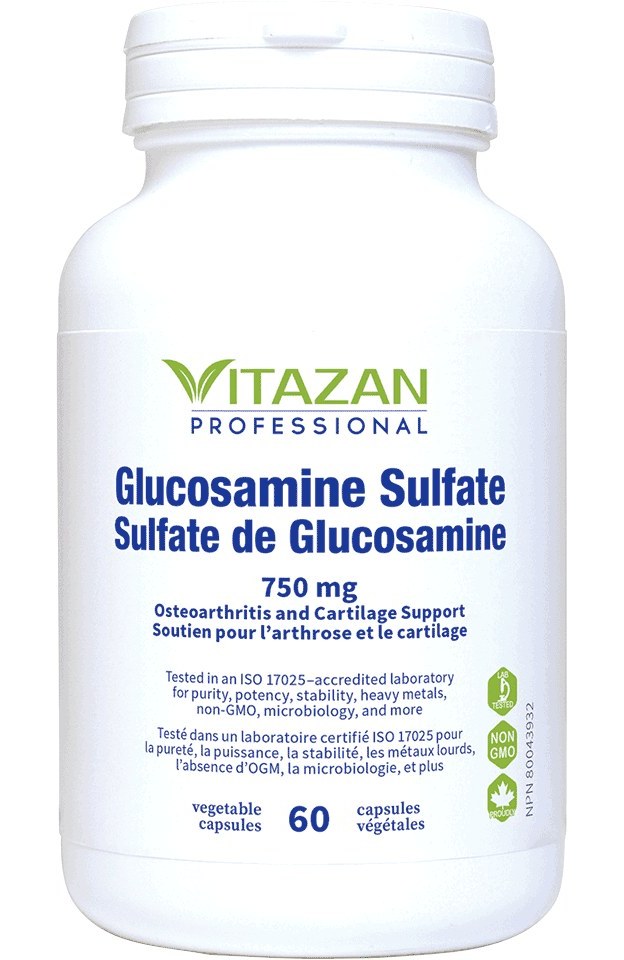 VITAZAN
PROFESSIONAL
Glucosamine Sulfate
Sulfate de Glucosamine
750 mg
Osteoarthritis and Cartilage Support
Soutien pour l’arthrose et le cartilage
Tested in an ISO 17025–accredited laboratory
for purity, potency, stability, heavy metals,
non-GMO, microbiology, and more
Testé dans un laboratoire certifié ISO 17025 pour
la pureté, la puissance, la stabilité, les métaux lourds,
l’absence d’OGM, la microbiologie, et plus
vegetable
capsules
60
capsules
végétales
LAB
TESTED
NON
GMO
PROUDLY
NPN 80043932